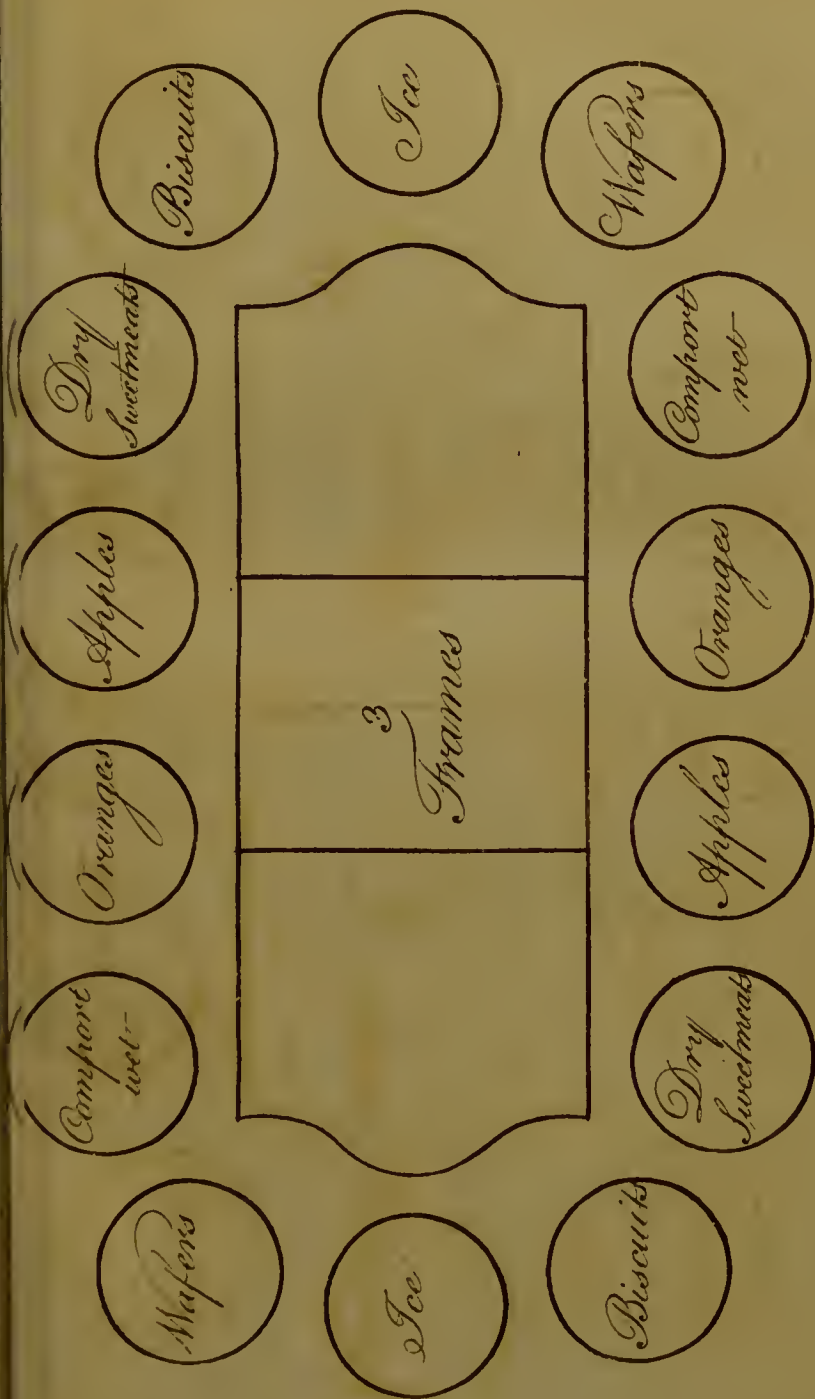 Wafers
Comport
wet
Oranges
Apples
Dry
Sweetmeats
Biscuits
Ice
3
Frames
Ice
Biscuits
Dry
Sweetmeats
Apples
Oranges
Comport
wet
Wafers